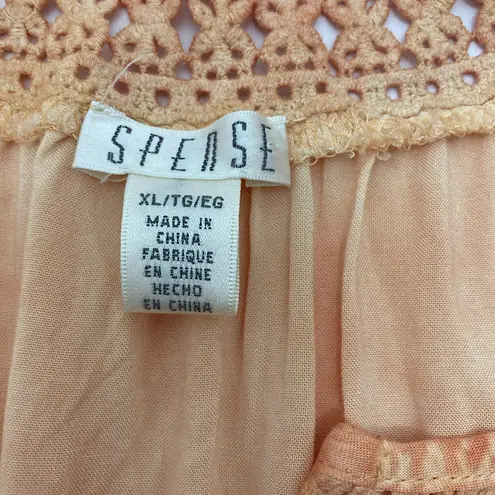 SPENSE
XL/TG/EG
MADE IN
CHINA
FABRIQUE
EN CHINE
HECHO
EN CHINA